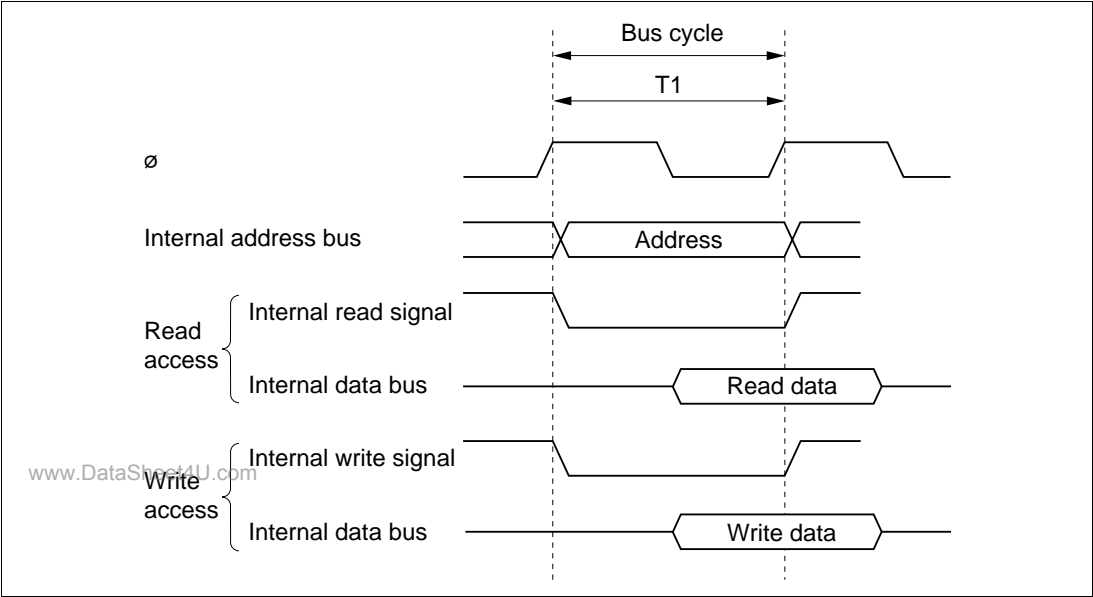 Bus cycle
T1
ø
Internal address bus
Address
Read
access
Internal read signal
Internal data bus
Read data
www.DataSheet4U.com
Write
access
Internal write signal
Internal data bus
Write data